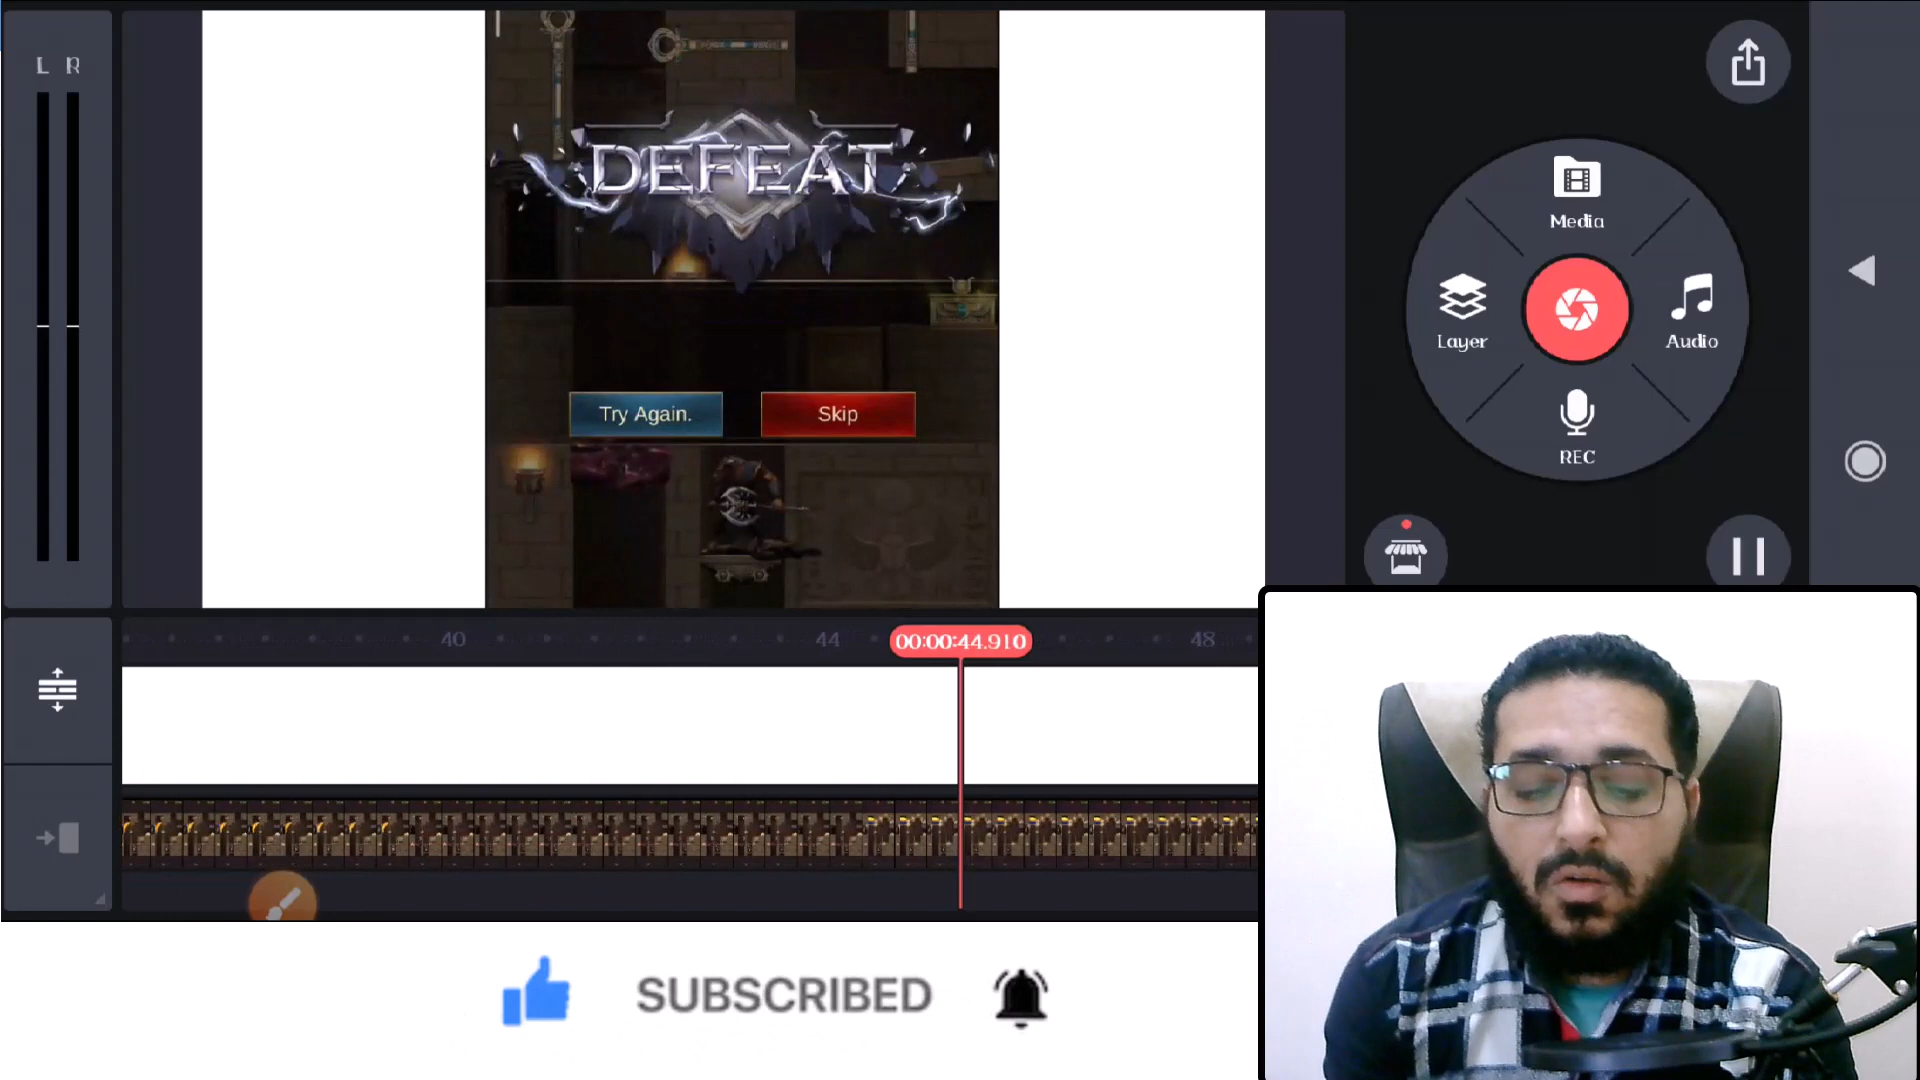 L R
DEFEAT
Try Again.
Skip
Media
Layer
Audio
REC
40
44
00:00:44.910
48
SUBSCRIBED